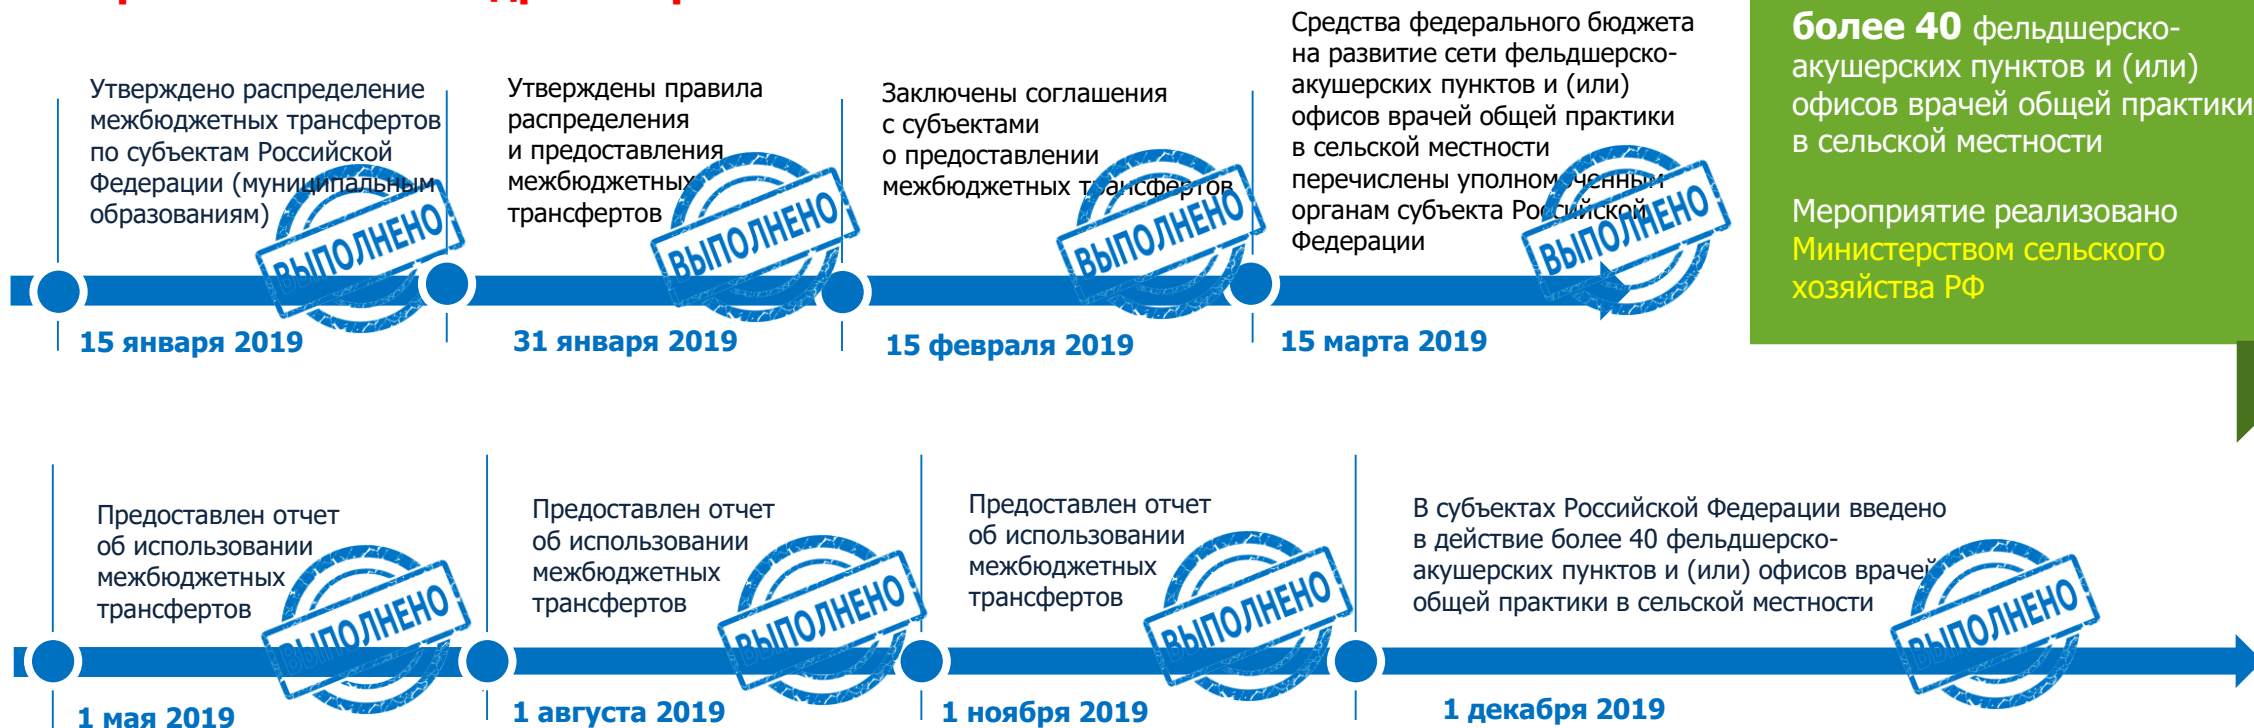 Утверждено распределение
межбюджетных трансфертов
по субъектам Российской
Федерации (муниципальным
образованиям)
ВЫПОЛНЕНО
15 января 2019
Утверждены правила
распределения
и предоставления
межбюджетных
трансфертов
ВЫПОЛНЕНО
31 января 2019
Заключены соглашения
с субъектами
о предоставлении
межбюджетных трансфертов
ВЫПОЛНЕНО
15 февраля 2019
Средства федерального бюджета
на развитие сети фельдшерско-
акушерских пунктов и (или)
офисов врачей общей практики
в сельской местности
перечислены уполномоченным
органам субъекта Российской
Федерации
ВЫПОЛНЕНО
15 марта 2019
более 40 фельдшерско-
акушерских пунктов и (или)
офисов врачей общей практики
в сельской местности
Мероприятие реализовано
Министерством сельского
хозяйства РФ
Предоставлен отчет
об использовании
межбюджетных
трансфертов
ВЫПОЛНЕНО
1 мая 2019
Предоставлен отчет
об использовании
межбюджетных
трансфертов
ВЫПОЛНЕНО
1 августа 2019
Предоставлен отчет
об использовании
межбюджетных
трансфертов
ВЫПОЛНЕНО
1 ноября 2019
В субъектах Российской Федерации введено
в действие более 40 фельдшерско-
акушерских пунктов и (или) офисов врачей
общей практики в сельской местности
ВЫПОЛНЕНО
1 декабря 2019